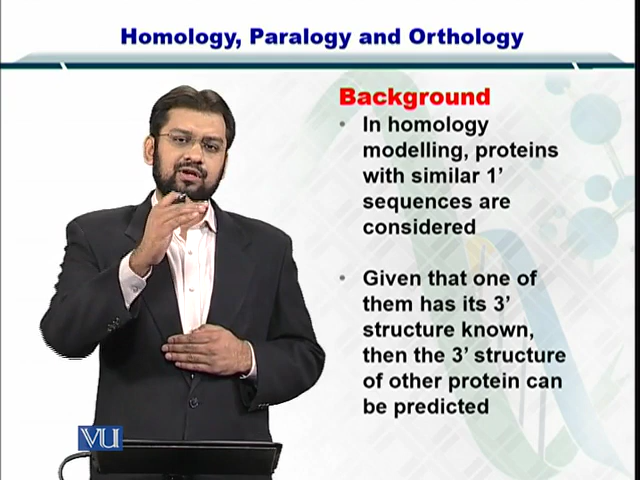 Homology, Paralogy and Orthology
Background
• In homology
modelling, proteins
with similar 1’
sequences are
considered
• Given that one of
them has its 3’
structure known,
then the 3’ structure
of other protein can
be predicted
VU